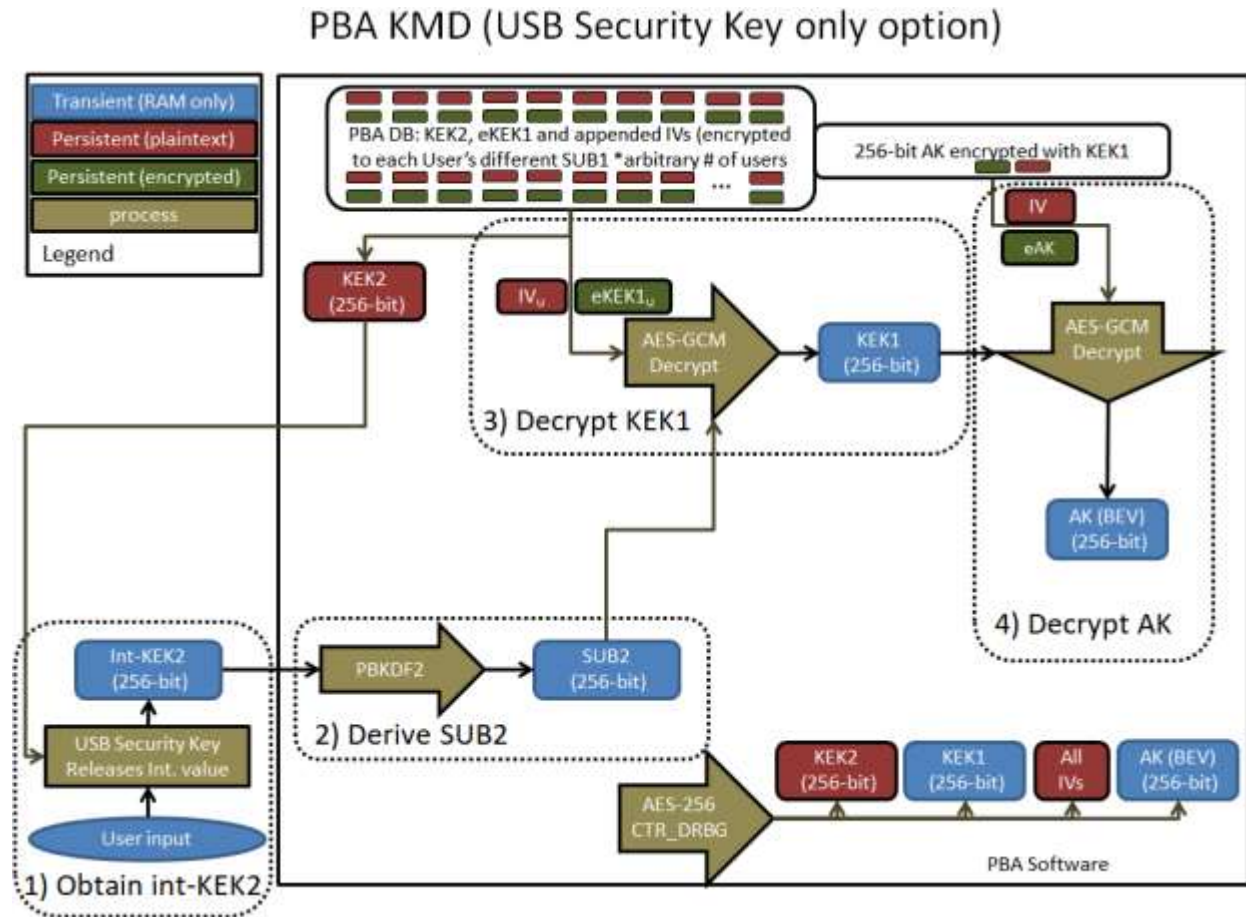 PBA KMD (USB Security Key only option)
Transient (RAM only)
Persistent (plaintext)
Persistent (encrypted)
process
Legend
PBA DB: KEK2, eKEK1 and appended IVs (encrypted
to each User's different SUB1 *arbitrary # of users
...
256-bit AK encrypted with KEK1
IV
eAK
KEK2
(256-bit)
IVu
eKEK1u
AES-GCM
Decrypt
KEK1
(256-bit)
AES-GCM
Decrypt
3) Decrypt KEK1
AK (BEV)
(256-bit)
4) Decrypt AK
Int-KEK2
(256-bit)
PBKDF2
SUB2
(256-bit)
2) Derive SUB2
USB Security Key
Releases Int. value
User input
1) Obtain int-KEK2
AES-256
CTR_DRBG
KEK2
(256-bit)
KEK1
(256-bit)
All
IVs
AK (BEV)
(256-bit)
PBA Software